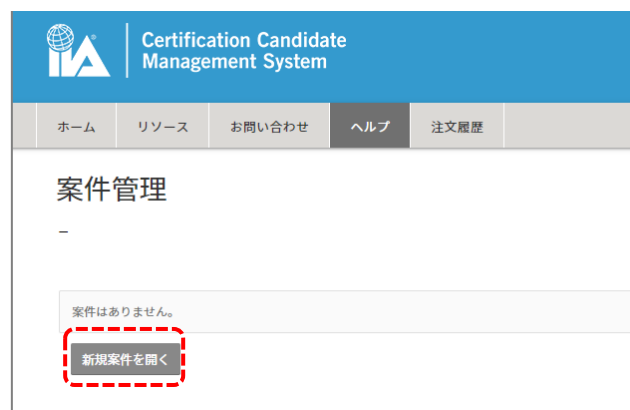 IIA
Certification Candidate
Management System
ホーム リソース お問い合わせ ヘルプ 注文履歴
案件管理
–
案件はありません。
新規案件を開く